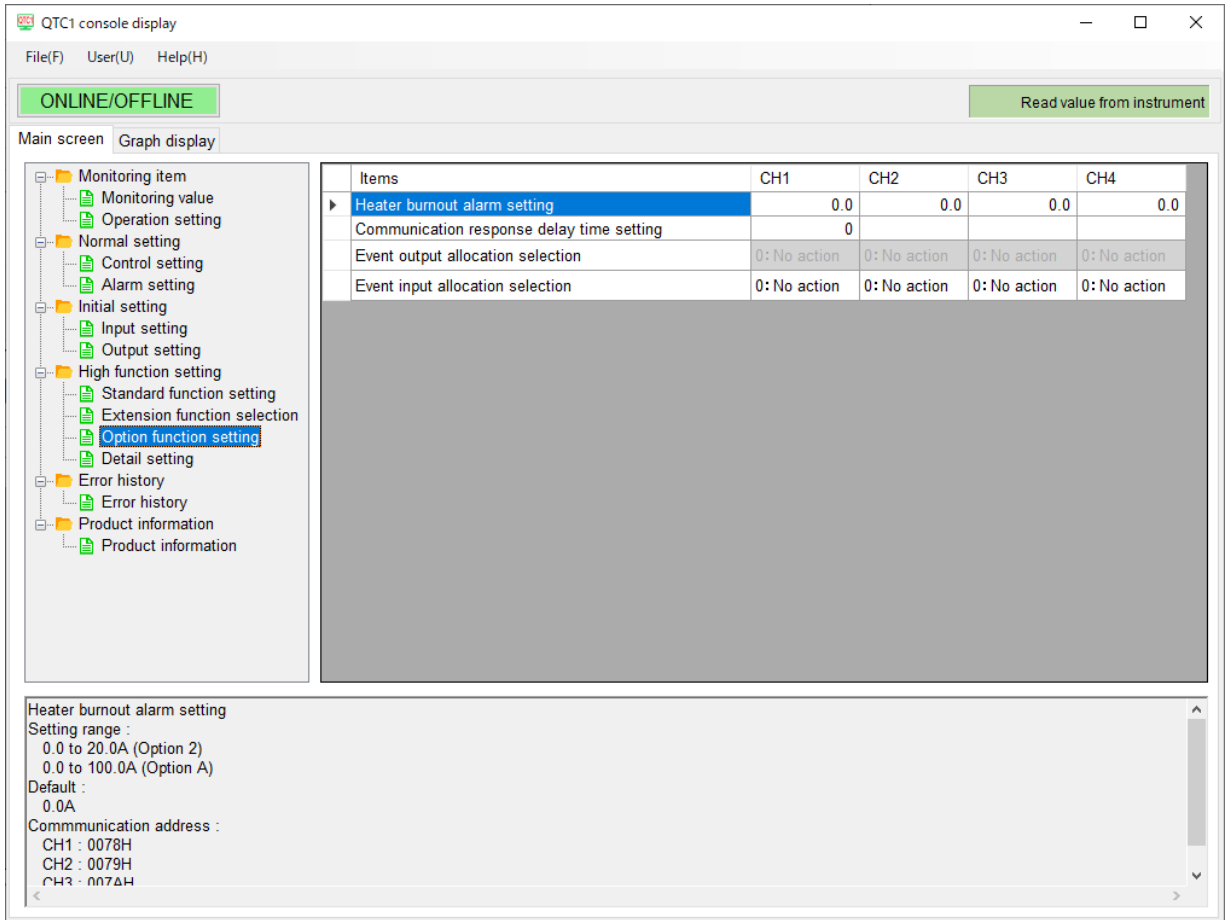 QTC1 console display
File(F) User(U) Help(H)
ONLINE/OFFLINE
Read value from instrument
Main screen Graph display
Monitoring item
Monitoring value
Operation setting
Normal setting
Control setting
Alarm setting
Initial setting
Input setting
Output setting
High function setting
Standard function setting
Extension function selection
Option function setting
Detail setting
Error history
Error history
Product information
Product information
Items CH1 CH2 CH3 CH4
Heater burnout alarm setting 0.0 0.0 0.0 0.0
Communication response delay time setting 0
Event output allocation selection 0: No action 0: No action 0: No action 0: No action
Event input allocation selection 0: No action 0: No action 0: No action 0: No action
Heater burnout alarm setting
Setting range :
0.0 to 20.0A (Option 2)
0.0 to 100.0A (Option A)
Default :
0.0A
Commmunication address :
CH1 : 0078H
CH2 : 0079H
CH3 : 007AH